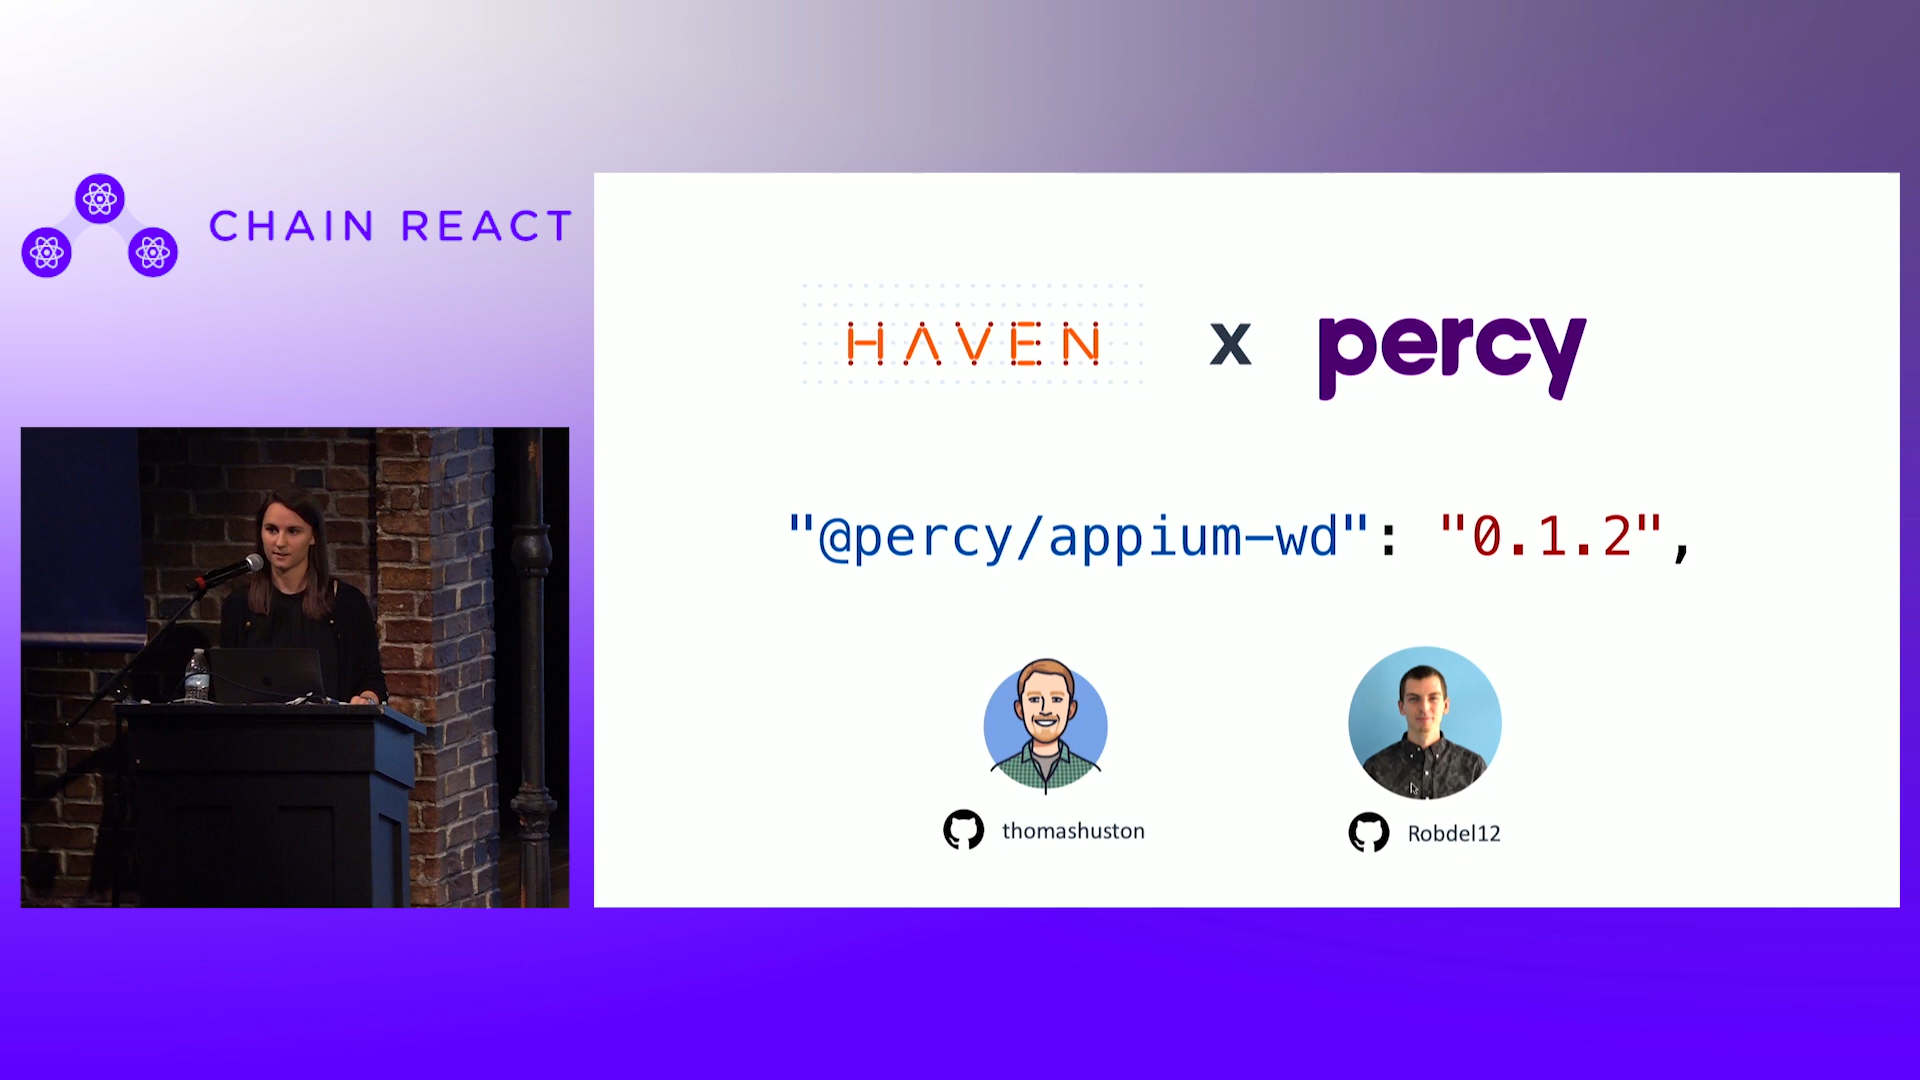 CHAIN REACT
HAVEN x percy
"@percy/appium-wd": "0.1.2",
thomashuston
Robdel12